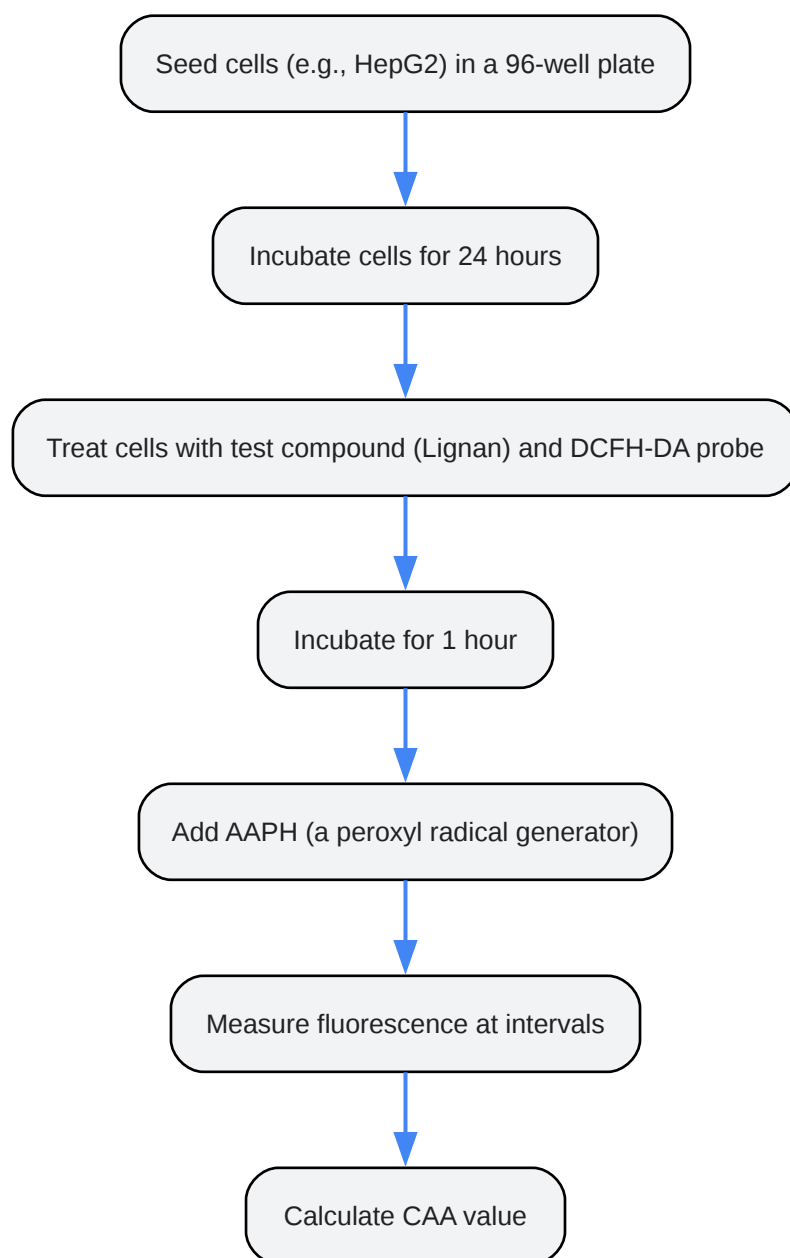 Seed cells (e.g., HepG2) in a 96-well plate
Incubate cells for 24 hours
Treat cells with test compound (Lignan) and DCFH-DA probe
Incubate for 1 hour
Add AAPH (a peroxyl radical generator)
Measure fluorescence at intervals
Calculate CAA value